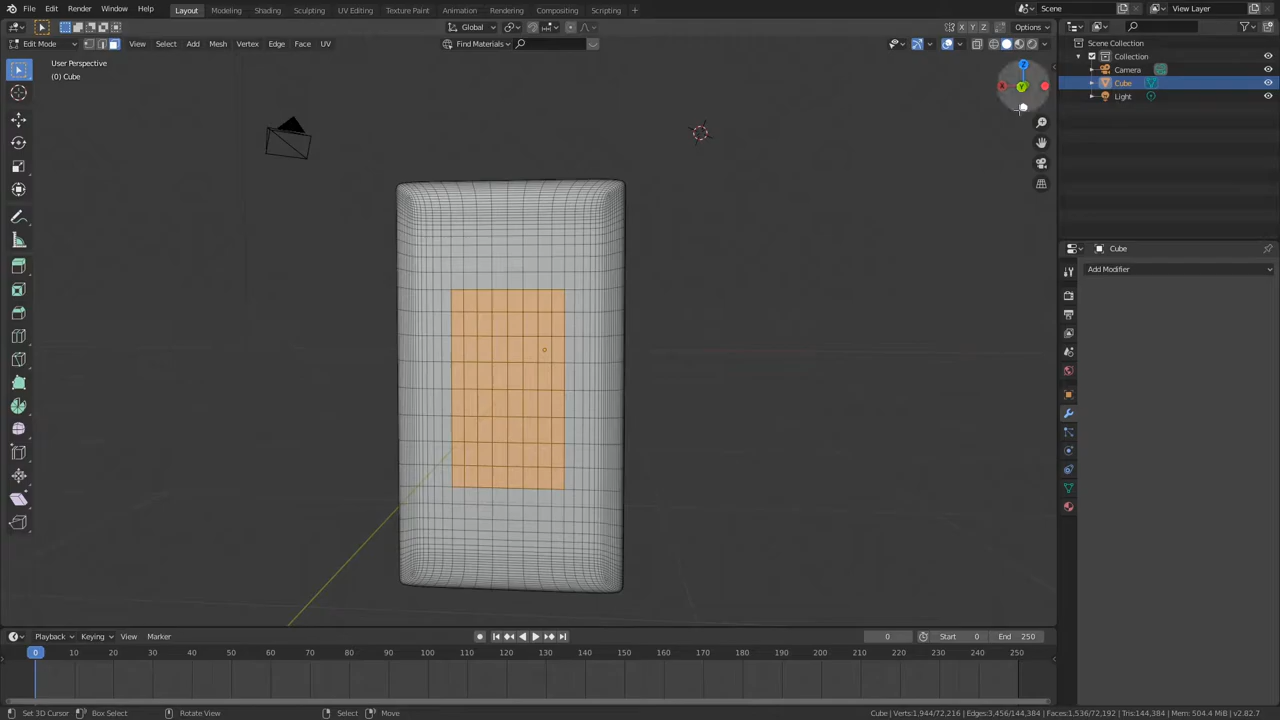 File Edit Render Window Help Layout Modeling Shading Sculpting UV Editing Texture Paint Animation Rendering Compositing Scripting + Scene View Layer
Global X Y Z Options
Edit Mode View Select Add Mesh Vertex Edge Face UV Find Materials
User Perspective
(0) Cube
Z
Y
X
Scene Collection
Collection
Camera
Cube
Light
Cube
Add Modifier
Playback Keying View Marker 0 Start 0 End 250
0 10 20 30 40 50 60 70 80 90 100 110 120 130 140 150 160 170 180 190 200 210 220 230 240 250
Set 3D Cursor Box Select Rotate View Select Move Cube | Verts:1,944/72,216 | Edges:3,456/144,384 | Faces:1,536/72,192 | Tris:144,384 | Mem: 504.4 MiB | v2.82.7